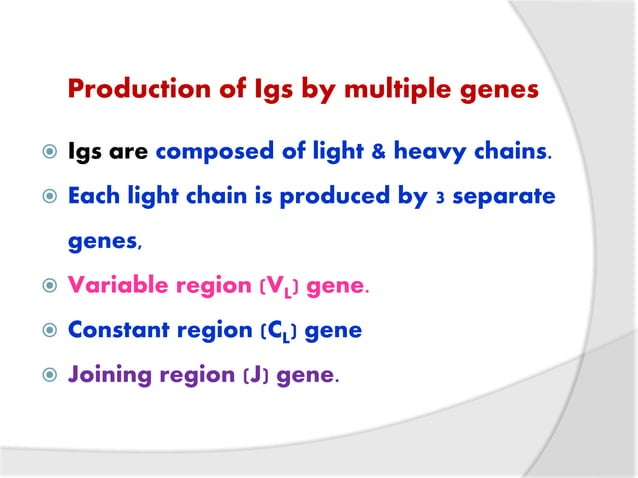 Production of Igs by multiple genes
Igs are composed of light & heavy chains.
Each light chain is produced by 3 separate
genes,
Variable region (VL) gene.
Constant region (CL) gene
Joining region (J) gene.